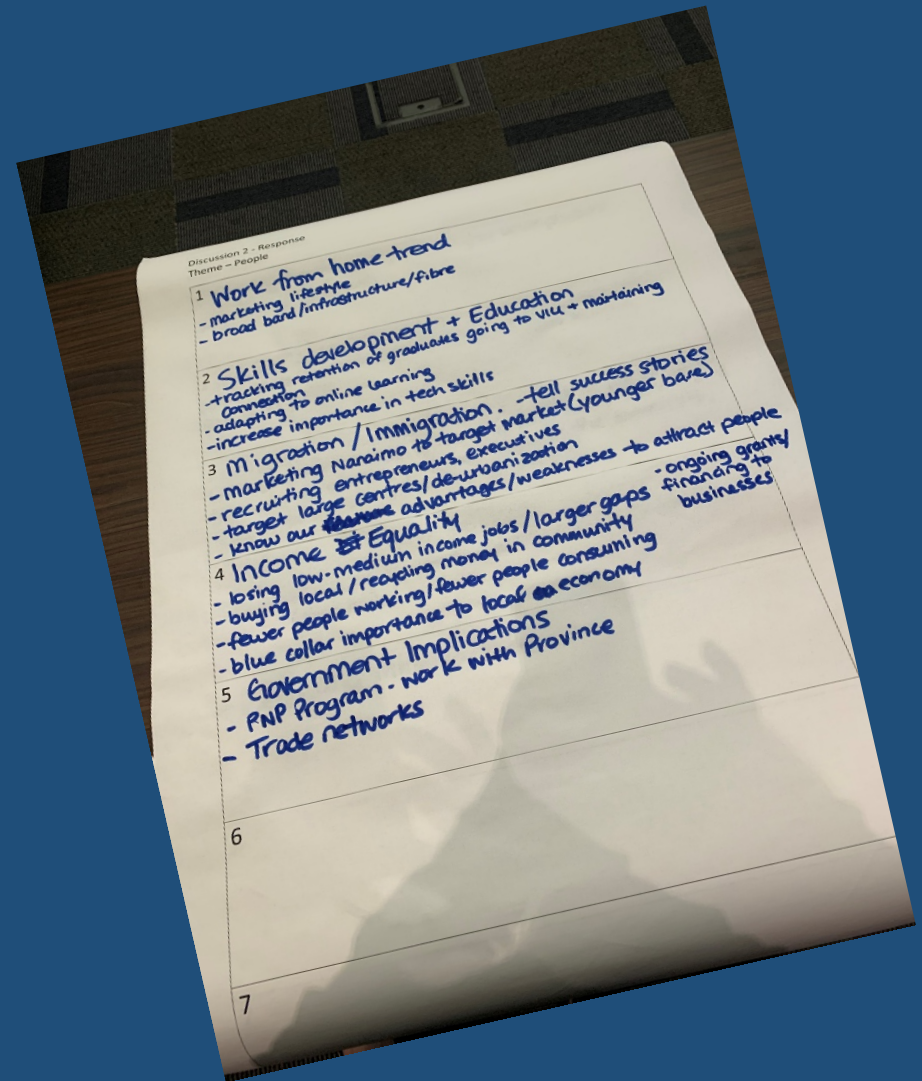 Discussion 2 - Response
Theme – People
1 Work from home trend
- marketing lifestyle
- broad band/infrastructure/fibre
2 Skills development + Education
- tracking retention of graduates going to VIU + maintaining
connection
- adapting to online learning
- increase importance in tech skills
3 Migration / Immigration. - tell success stories
- marketing Nanaimo to target market (younger base)
- recruiting entrepreneurs, executives
- target large centres/de-urbanization
- know our advantages/weaknesses to attract people
4 Income Equality
- losing low-medium income jobs/larger gaps
- ongoing grants/
financing to
businesses
- buying local/recycling money in community
- fewer people working/fewer people consuming
- blue collar importance to local economy
5 Government Implications
- PNP Program - work with Province
- Trade networks
6
7